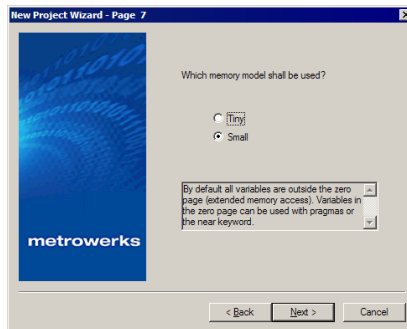 New Project Wizard - Page 7
Which memory model shall be used?
Tiny
Small
By default all variables are outside the zero
page (extended memory access). Variables in
the zero page can be used with pragmas or
the near keyword.
metrowerks
< Back
Next >
Cancel